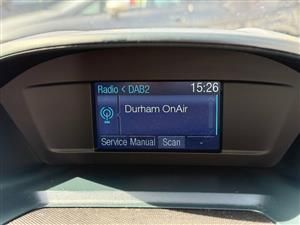 Radio < DAB2 15:26
Durham OnAir
Service Manual Scan -